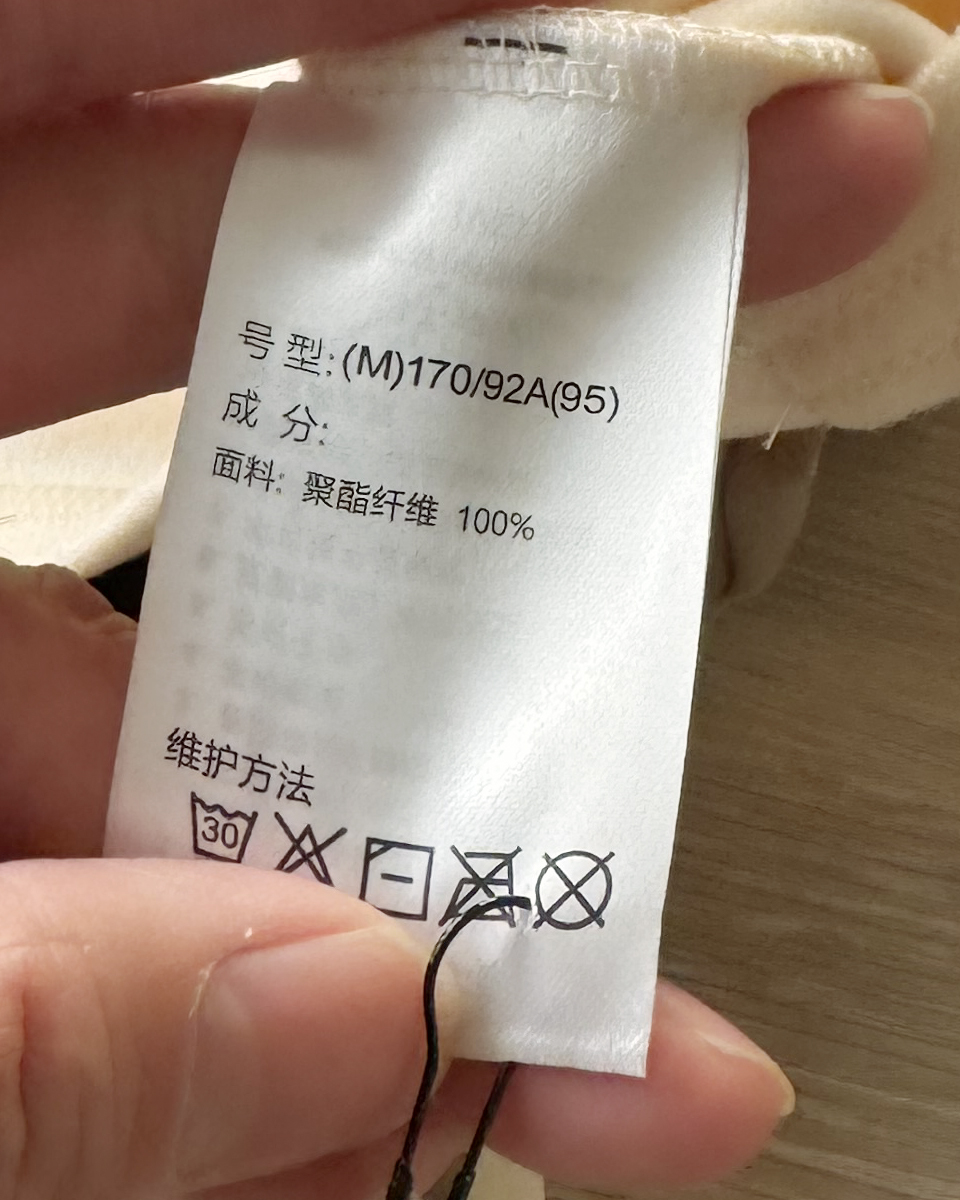 号 型: (M)170/92A(95)
成 分:
面料: 聚酯纤维 100%
维护方法
30